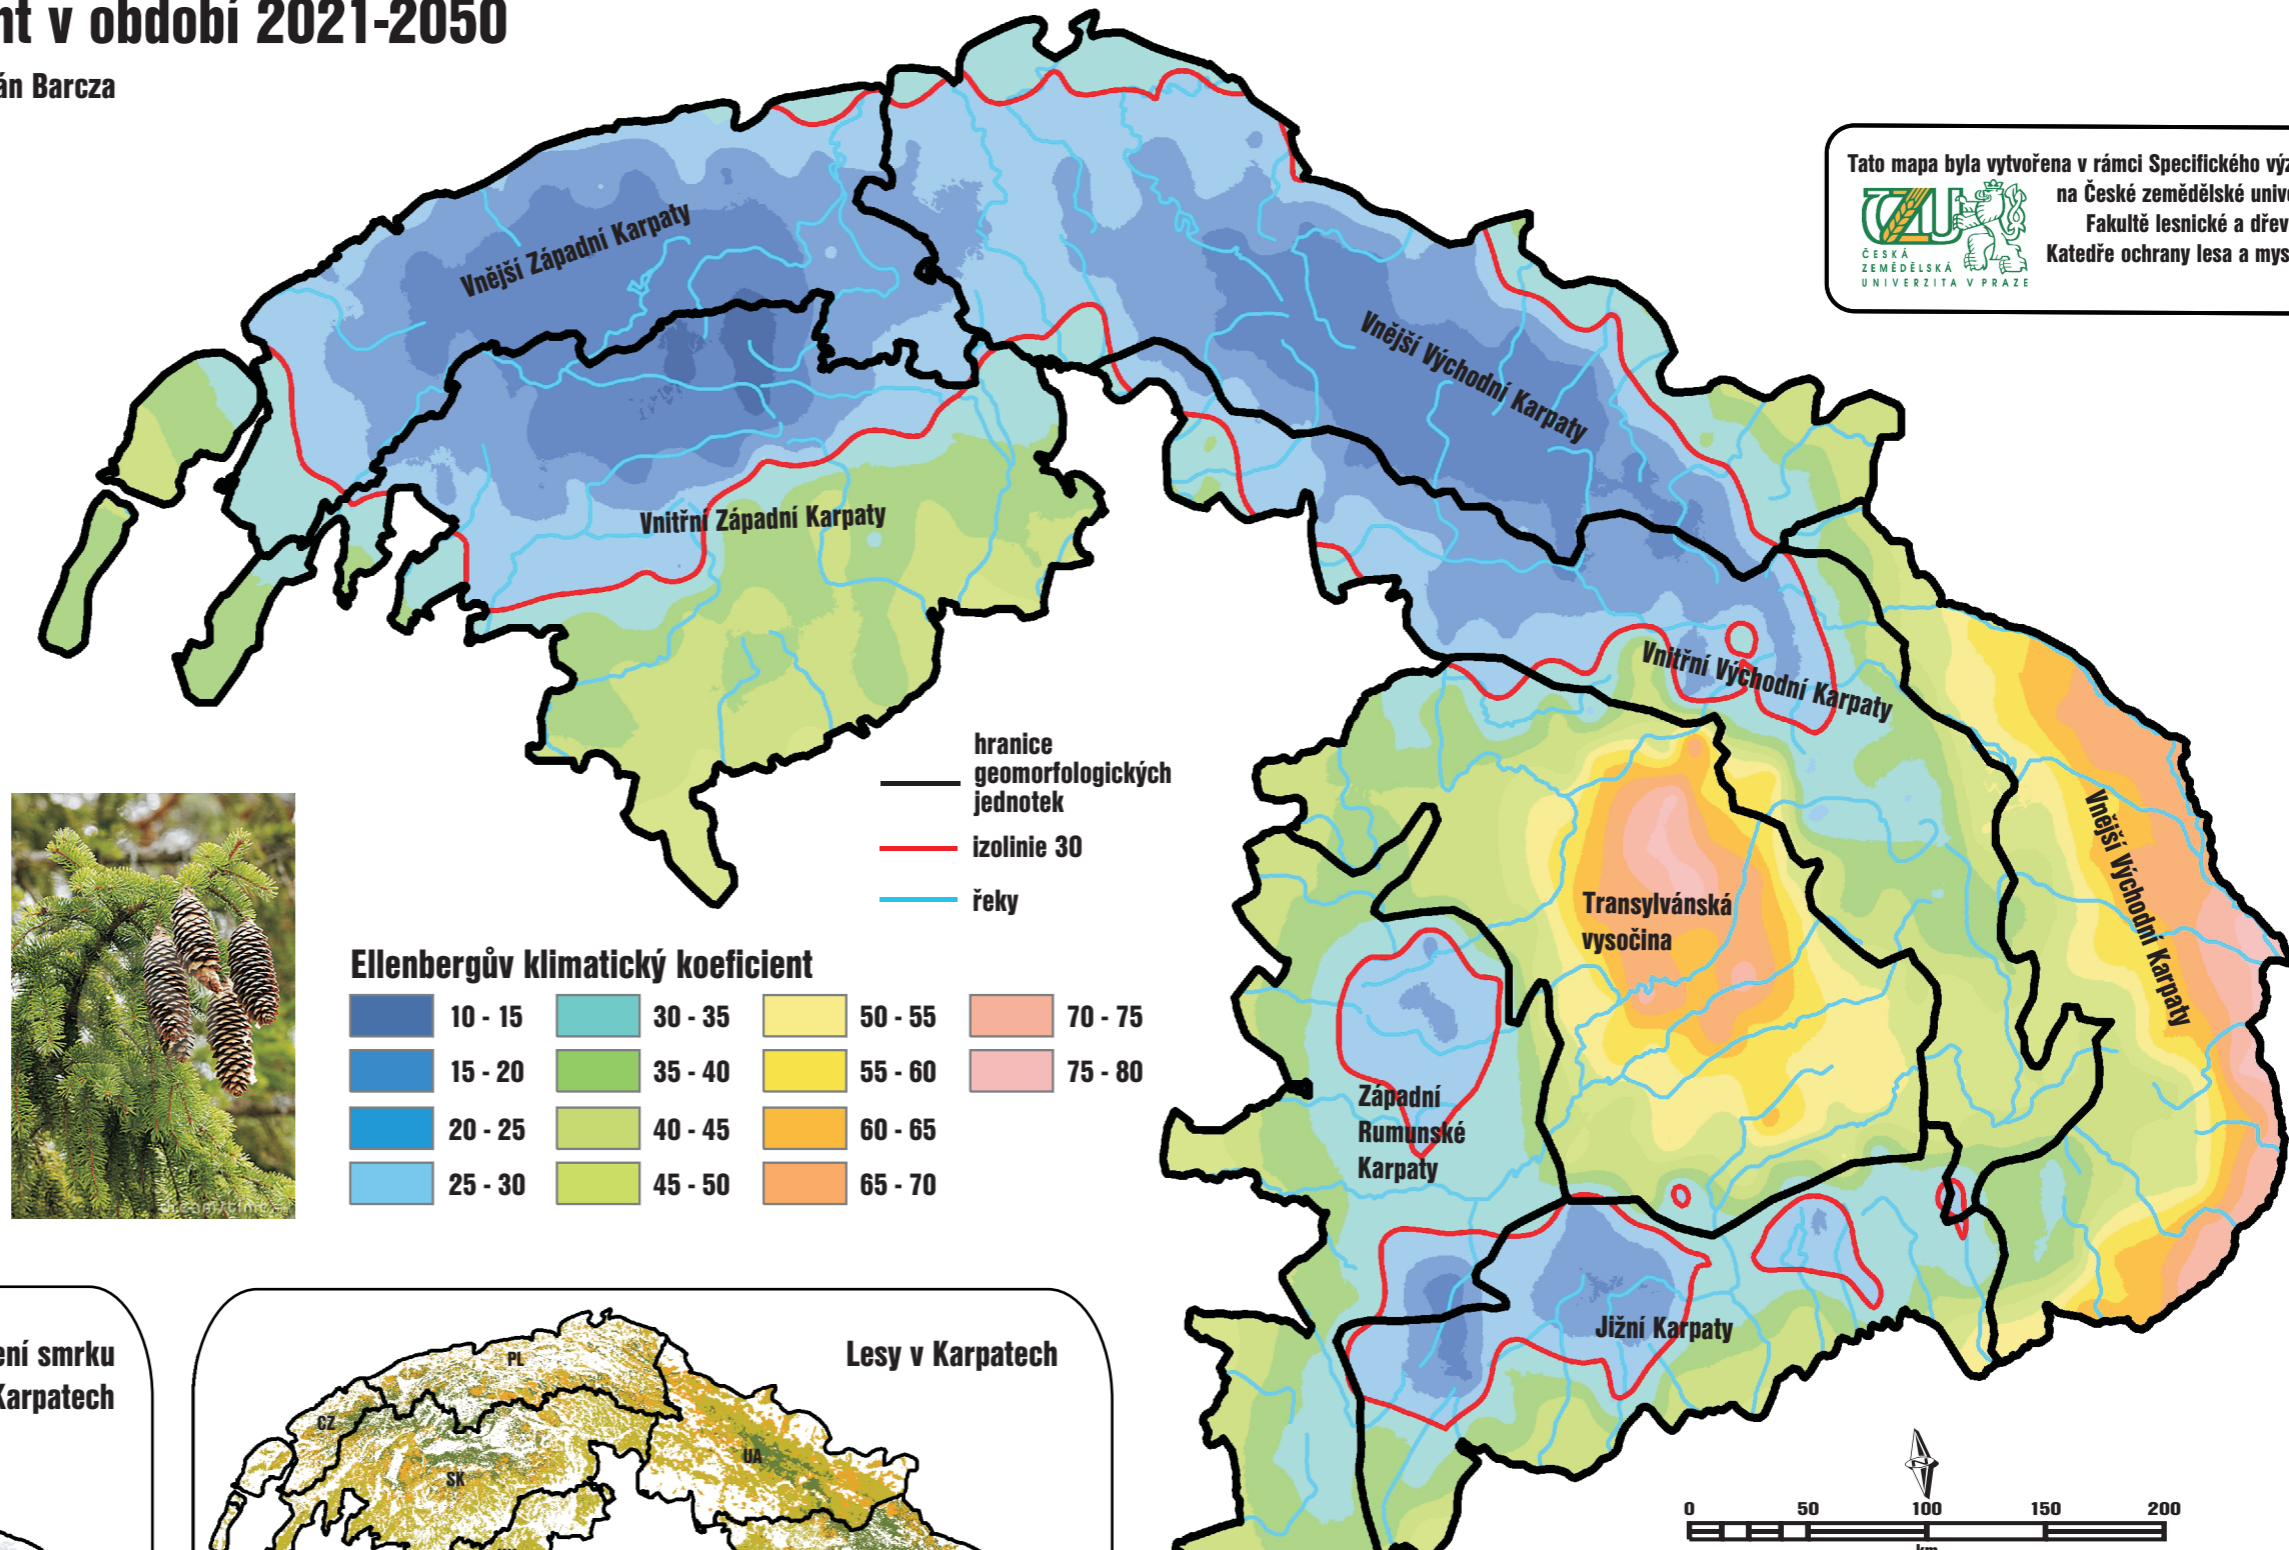 nt v období 2021-2050
án Barcza
Tato mapa byla vytvořena v rámci Specifického výz
na České zemědělské unive
Fakultě lesnické a dřev
Katedře ochrany lesa a mys
ČZU
ČESKÁ
ZEMĚDĚLSKÁ
UNIVERZITA V PRAZE
Vnější Západní Karpaty
Vnější Východní Karpaty
Vnitřní Západní Karpaty
Vnitřní Východní Karpaty
Vnější Východní Karpaty
Transylvánská
vysočina
Západní
Rumunské
Karpaty
Jižní Karpaty
hranice
geomorfologických
jednotek
izolinie 30
řeky
Ellenbergův klimatický koeficient
10 - 15
15 - 20
20 - 25
25 - 30
30 - 35
35 - 40
40 - 45
45 - 50
50 - 55
55 - 60
60 - 65
65 - 70
70 - 75
75 - 80
ení smrku
Karpatech
Lesy v Karpatech
PL
CZ
SK
UA
N
0 50 100 150 200
km